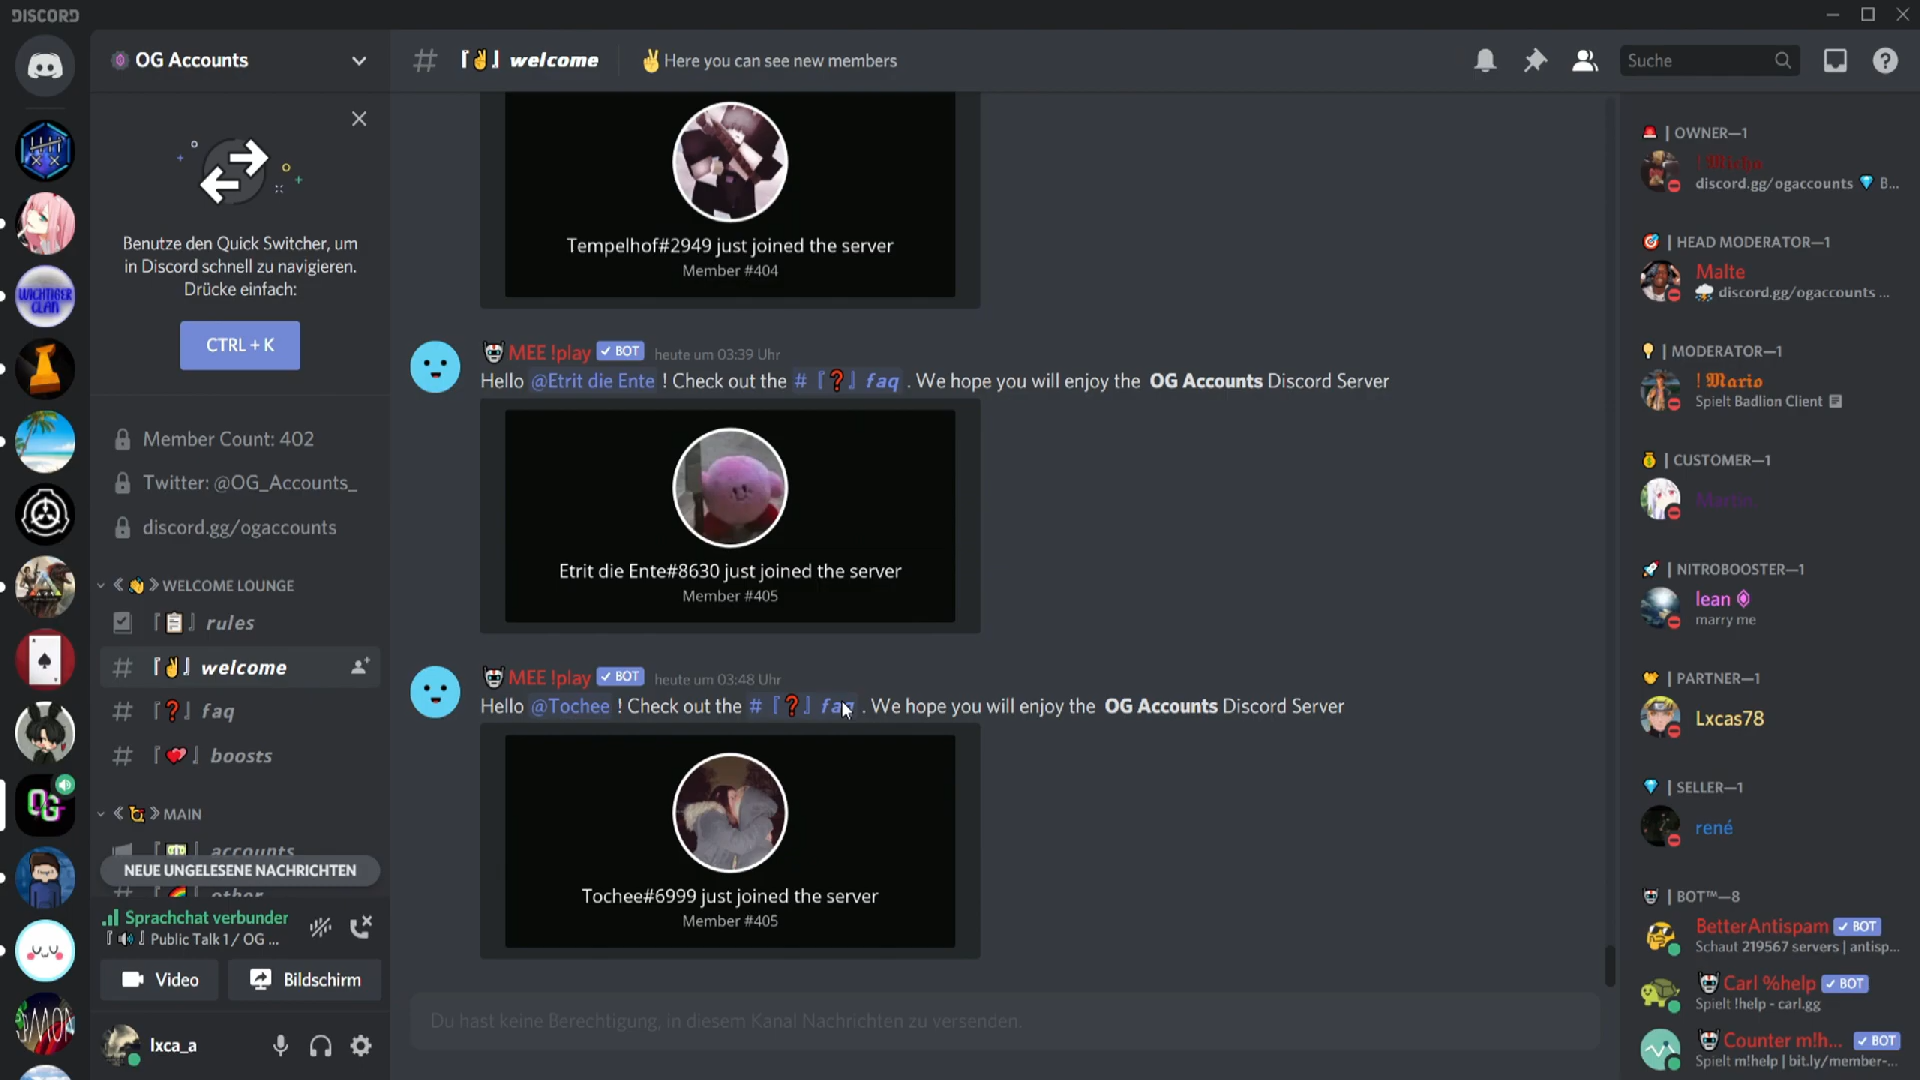 DISCORD
OG Accounts
Benutze den Quick Switcher, um
in Discord schnell zu navigieren.
Drücke einfach:
CTRL + K
Member Count: 402
Twitter: @OG_Accounts_
discord.gg/ogaccounts
《 👋 》WELCOME LOUNGE
『📋』rules
# 『✌』welcome
# 『❓』faq
# 『💖』boosts
MAIN
accounts
NEUE UNGELESENE NACHRICHTEN
# other
Sprachchat verbunden
『🔊』Public Talk 1 / OG ...
Video
Bildschirm
lxca_a
# 『✌』welcome
✌Here you can see new members
Suche
Tempelhof#2949 just joined the server
Member #404
MEE !play ✓ BOT heute um 03:39 Uhr
Hello @Etrit die Ente ! Check out the # 『❓』faq . We hope you will enjoy the OG Accounts Discord Server
Etrit die Ente#8630 just joined the server
Member #405
MEE !play ✓ BOT heute um 03:48 Uhr
Hello @Tochee ! Check out the # 『❓』faq . We hope you will enjoy the OG Accounts Discord Server
Tochee#6999 just joined the server
Member #405
Du hast keine Berechtigung, in diesem Kanal Nachrichten zu versenden.
| OWNER—1
discord.gg/ogaccounts 💎 B...
| HEAD MODERATOR—1
Malte
discord.gg/ogaccounts ...
| MODERATOR—1
! Mario
Spielt Badlion Client
| CUSTOMER—1
Martin.
| NITROBOOSTER—1
lean
marry me
| PARTNER—1
Lxcas78
| SELLER—1
rené
| BOT™—8
BetterAntispam ✓ BOT
Schaut 219567 servers | antisp...
Carl %help ✓ BOT
Spielt !help - carl.gg
Counter m!h... ✓ BOT
Spielt m!help | bit.ly/member-...
WICHTIGER
CLAN
OG